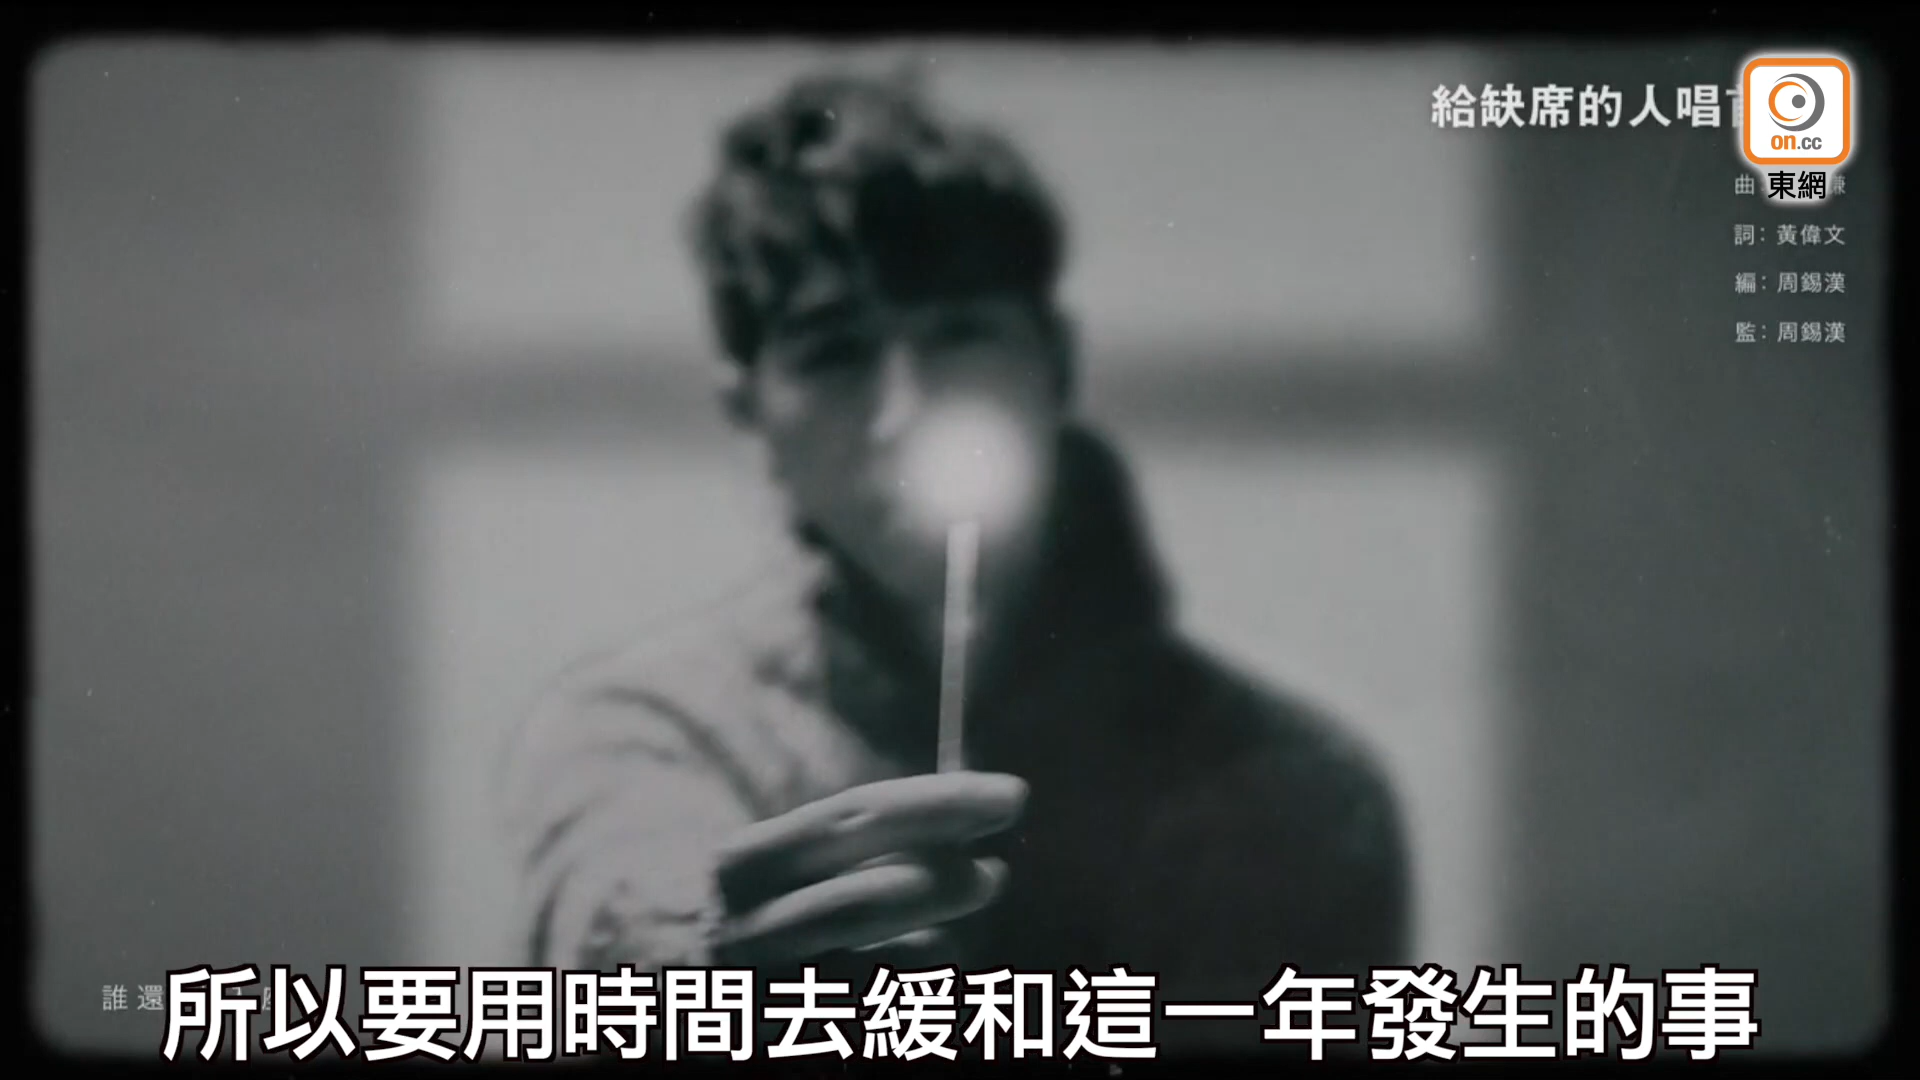 給缺席的人唱
on.cc
東網
曲
詞：黃偉文
編：周錫漢
監：周錫漢
誰還
所以要用時間去緩和這一年發生的事